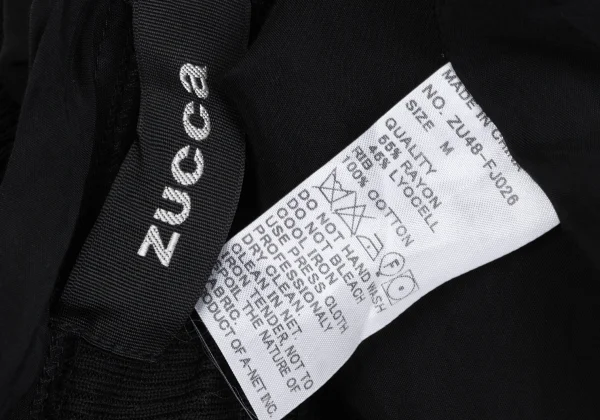 zucca
MADE IN CHINA
NO. ZU48-FJ026
SIZE M
QUALITY
55% RAYON
45% LYOCELL
RIB
100% COTTON
F
DO NOT HAND WASH
DO NOT BLEACH
COOL IRON
USE PRESS CLOTH
PROFESSIONALY
DRY CLEAN.
CLEAN IN NET.
IRON TENDER, NOT TO
THE NATURE OF
FABRIC.
PRODUCT OF A-NET INC.